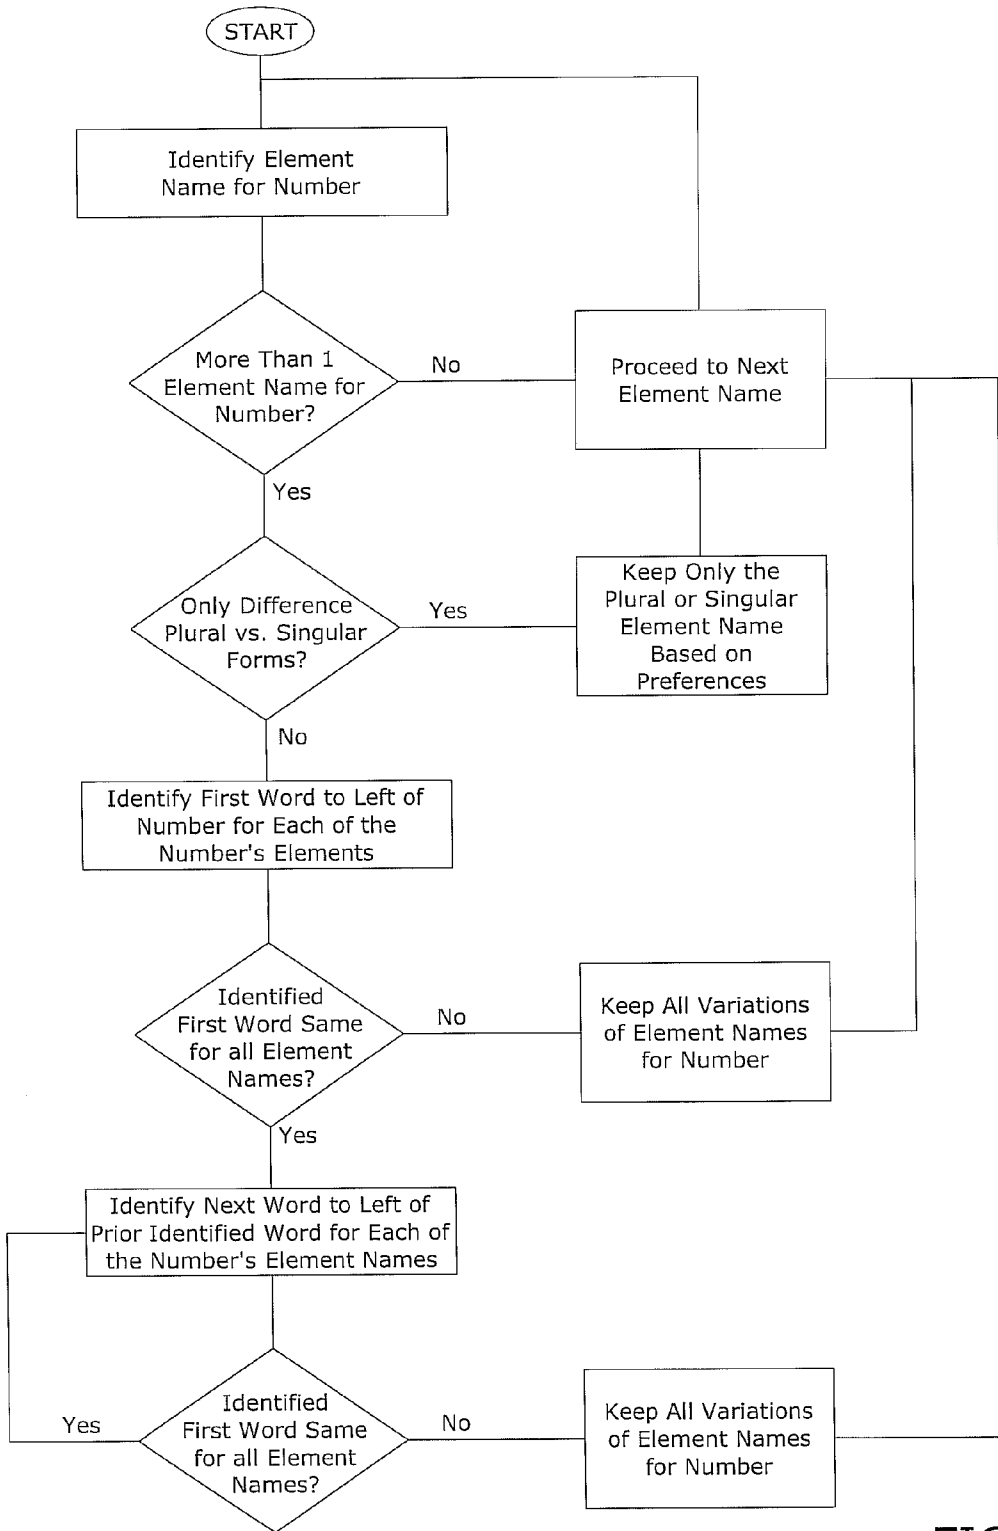 START
Identify Element
Name for Number
More Than 1
Element Name for
Number?
No
Proceed to Next
Element Name
Yes
Only Difference
Plural vs. Singular
Forms?
Yes
Keep Only the
Plural or Singular
Element Name
Based on
Preferences
No
Identify First Word to Left of
Number for Each of the
Number's Elements
Identified
First Word Same
for all Element
Names?
No
Keep All Variations
of Element Names
for Number
Yes
Identify Next Word to Left of
Prior Identified Word for Each of
the Number's Element Names
Identified
First Word Same
for all Element
Names?
Yes
No
Keep All Variations
of Element Names
for Number